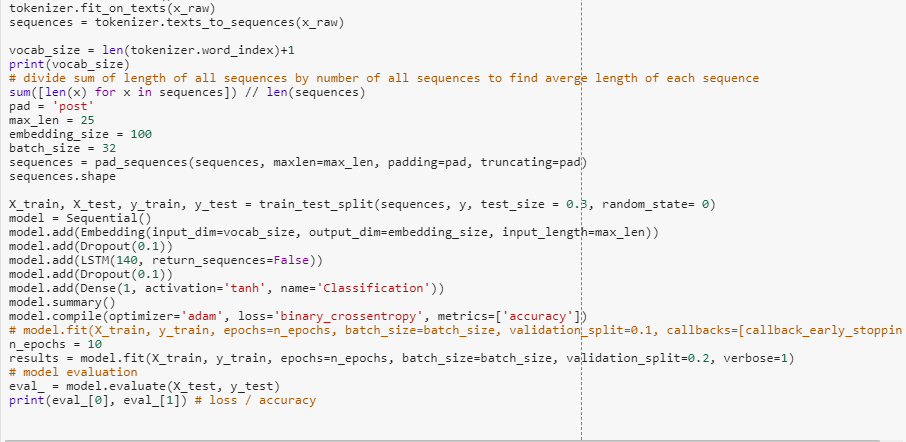 tokenizer.fit_on_texts(x_raw)
sequences = tokenizer.texts_to_sequences(x_raw)
vocab_size = len(tokenizer.word_index)+1
print(vocab_size)
# divide sum of length of all sequences by number of all sequences to find averge length of each sequence
sum([len(x) for x in sequences]) // len(sequences)
pad = 'post'
max_len = 25
embedding_size = 100
batch_size = 32
sequences = pad_sequences(sequences, maxlen=max_len, padding=pad, truncating=pad)
sequences.shape
X_train, X_test, y_train, y_test = train_test_split(sequences, y, test_size = 0.3, random_state= 0)
model = Sequential()
model.add(Embedding(input_dim=vocab_size, output_dim=embedding_size, input_length=max_len))
model.add(Dropout(0.1))
model.add(LSTM(140, return_sequences=False))
model.add(Dropout(0.1))
model.add(Dense(1, activation='tanh', name='Classification'))
model.summary()
model.compile(optimizer='adam', loss='binary_crossentropy', metrics=['accuracy'])
# model.fit(X_train, y_train, epochs=n_epochs, batch_size=batch_size, validation_split=0.1, callbacks=[callback_early_stoppin
n_epochs = 10
results = model.fit(X_train, y_train, epochs=n_epochs, batch_size=batch_size, validation_split=0.2, verbose=1)
# model evaluation
eval_ = model.evaluate(X_test, y_test)
print(eval_[0], eval_[1]) # loss / accuracy